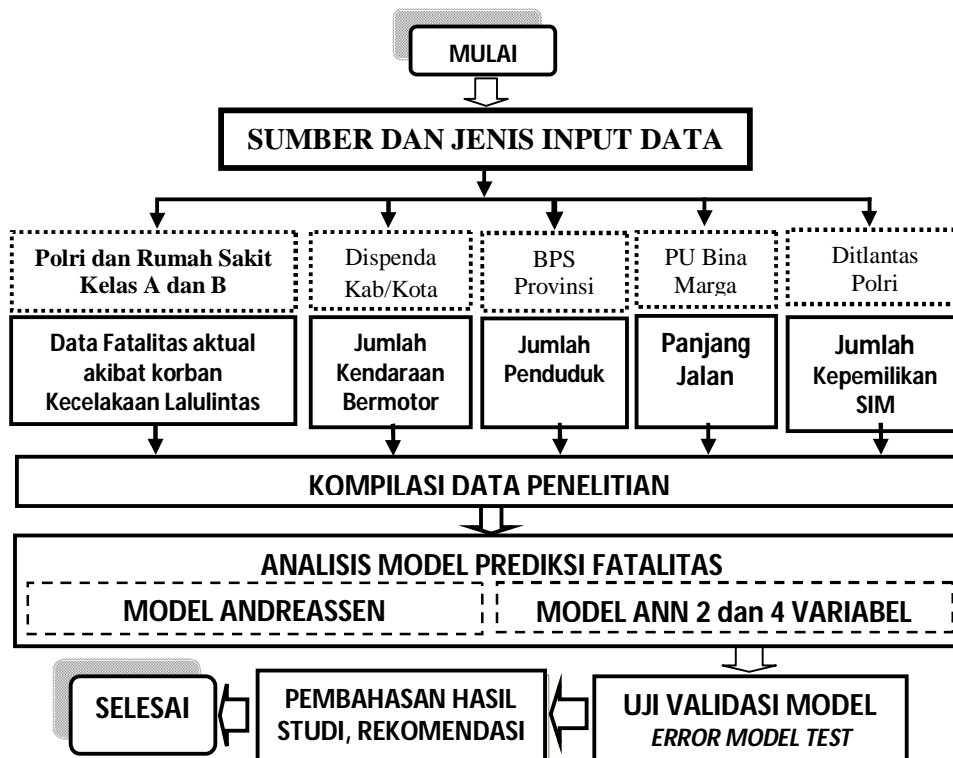 MULAI
SUMBER DAN JENIS INPUT DATA
Polri dan Rumah Sakit
Kelas A dan B
Dispenda
Kab/Kota
BPS
Provinsi
PU Bina
Marga
Ditlantas
Polri
Data Fatalitas aktual
akibat korban
Kecelakaan Lalulintas
Jumlah
Kendaraan
Bermotor
Jumlah
Penduduk
Panjang
Jalan
Jumlah
Kepemilikan
SIM
KOMPILASI DATA PENELITIAN
ANALISIS MODEL PREDIKSI FATALITAS
MODEL ANDREASSEN
MODEL ANN 2 dan 4 VARIABEL
UJI VALIDASI MODEL
ERROR MODEL TEST
PEMBAHASAN HASIL
STUDI, REKOMENDASI
SELESAI